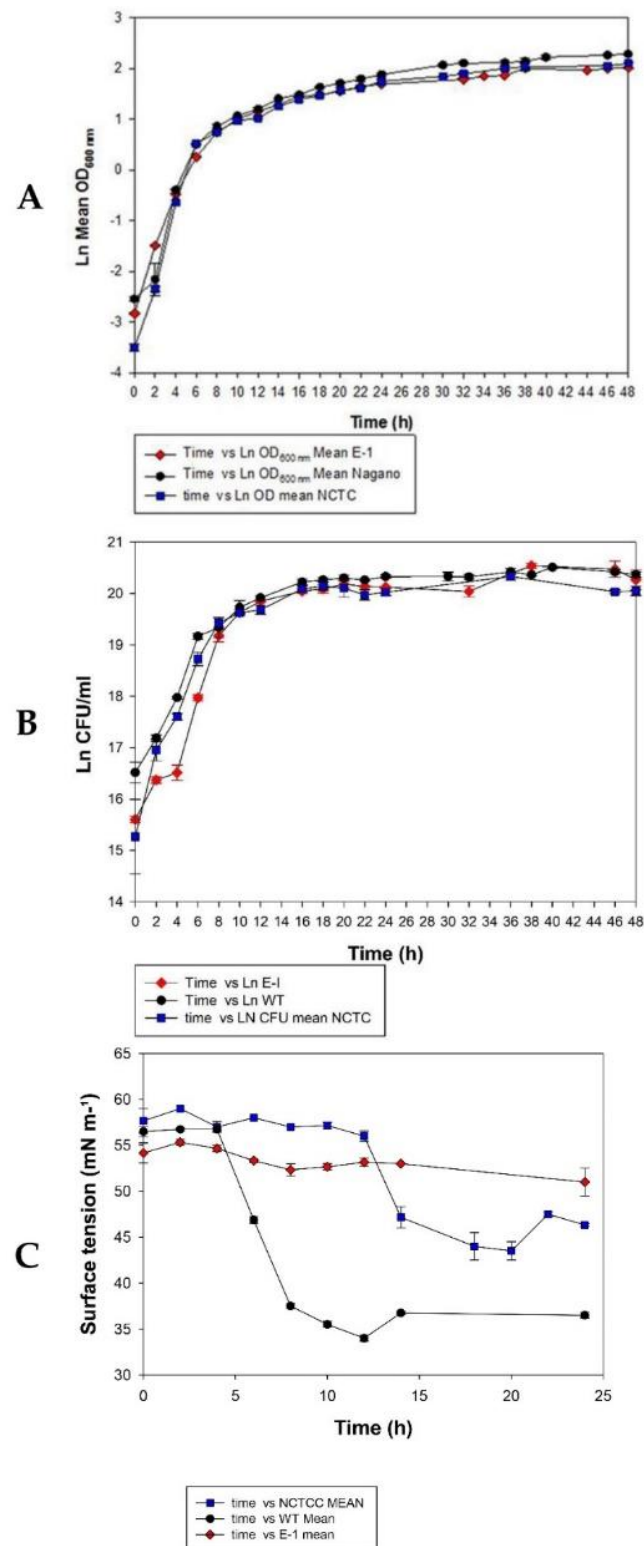 A
Ln Mean OD600 nm
3
2
1
0
-1
-2
-3
-4
0 2 4 6 8 10 12 14 16 18 20 22 24 26 28 30 32 34 36 38 40 42 44 46 48
Time (h)
Time vs Ln OD600 nm Mean E-1
Time vs Ln OD600 nm Mean Nagano
time vs Ln OD mean NCTC
B
Ln CFU/ml
21
20
19
18
17
16
15
14
0 2 4 6 8 10 12 14 16 18 20 22 24 26 28 30 32 34 36 38 40 42 44 46 48
Time (h)
Time vs Ln E-I
Time vs Ln WT
time vs LN CFU mean NCTC
C
Surface tension (mN m-1)
65
60
55
50
45
40
35
30
0 5 10 15 20 25
Time (h)
time vs NCTCC MEAN
time vs WT Mean
time vs E-1 mean